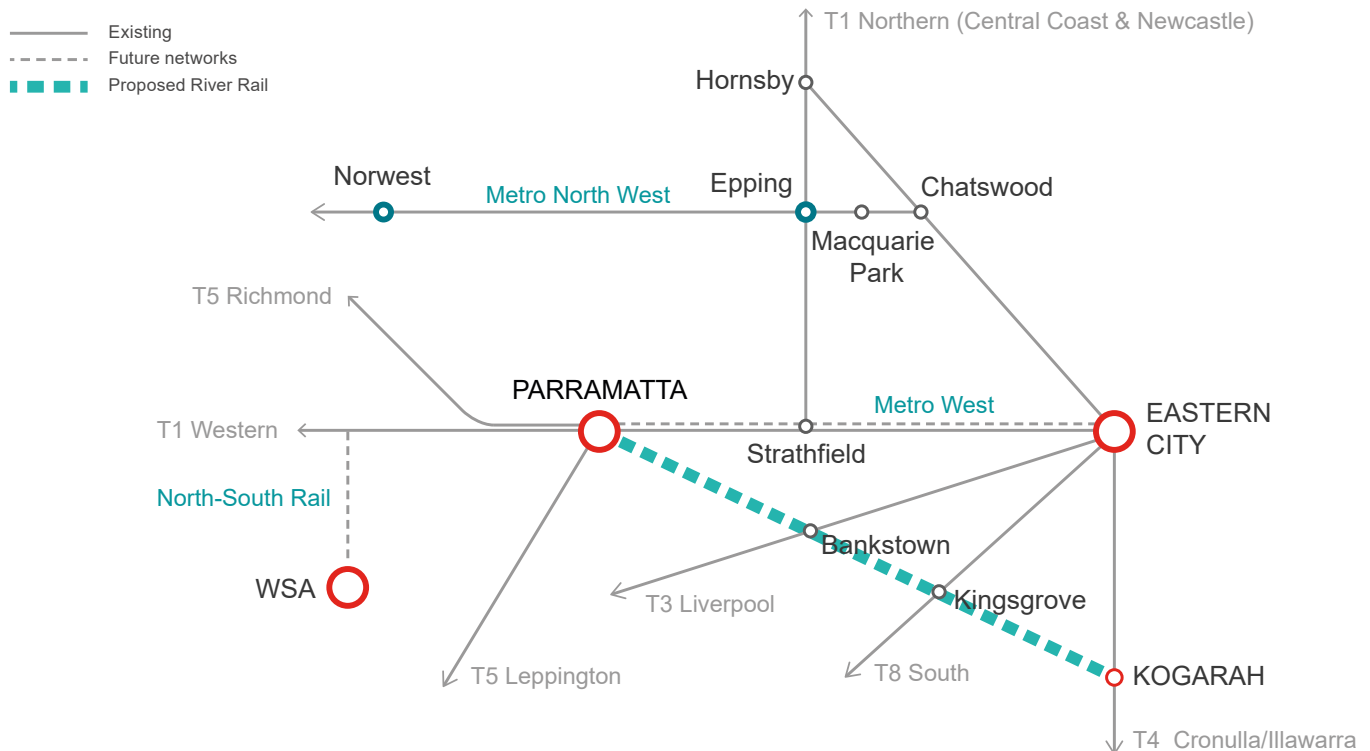 T1 Northern (Central Coast & Newcastle)
Existing
Future networks
Proposed River Rail
Hornsby
Norwest
Metro North West
Epping
Chatswood
Macquarie
Park
T5 Richmond
PARRAMATTA
Metro West
EASTERN
CITY
T1 Western
Strathfield
North-South Rail
Bankstown
WSA
T3 Liverpool
Kingsgrove
T5 Leppington
T8 South
KOGARAH
T4 Cronulla/Illawarra